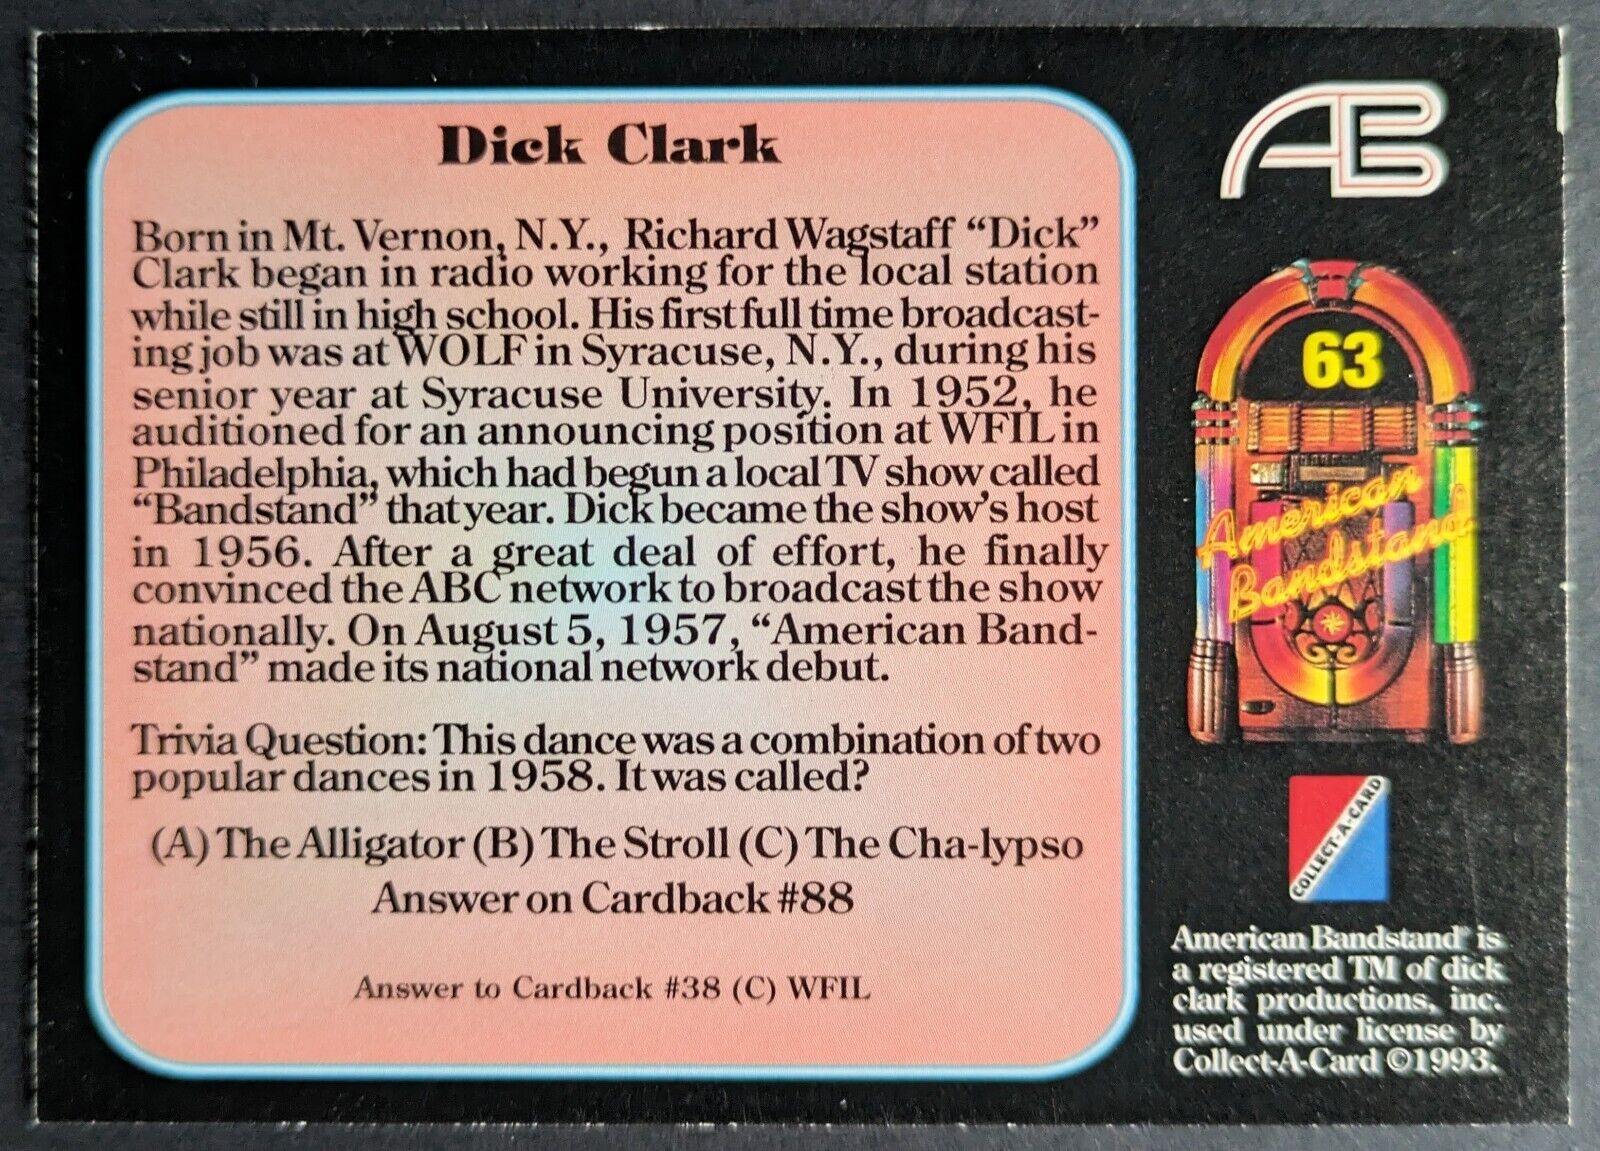 Dick Clark
Born in Mt. Vernon, N.Y., Richard Wagstaff “Dick”
Clark began in radio working for the local station
while still in high school. His first full time broadcast-
ing job was at WOLF in Syracuse, N.Y., during his
senior year at Syracuse University. In 1952, he
auditioned for an announcing position at WFIL in
Philadelphia, which had begun a local TV show called
“Bandstand” that year. Dick became the show’s host
in 1956. After a great deal of effort, he finally
convinced the ABC network to broadcast the show
nationally. On August 5, 1957, “American Band-
stand” made its national network debut.
Trivia Question: This dance was a combination of two
popular dances in 1958. It was called?
(A) The Alligator (B) The Stroll (C) The Cha-lypso
Answer on Cardback #88
Answer to Cardback #38 (C) WFIL
AB
63
American
Bandstand
COLLECT-A-CARD
American Bandstand® is
a registered TM of dick
clark productions, inc.
used under license by
Collect-A-Card ©1993.